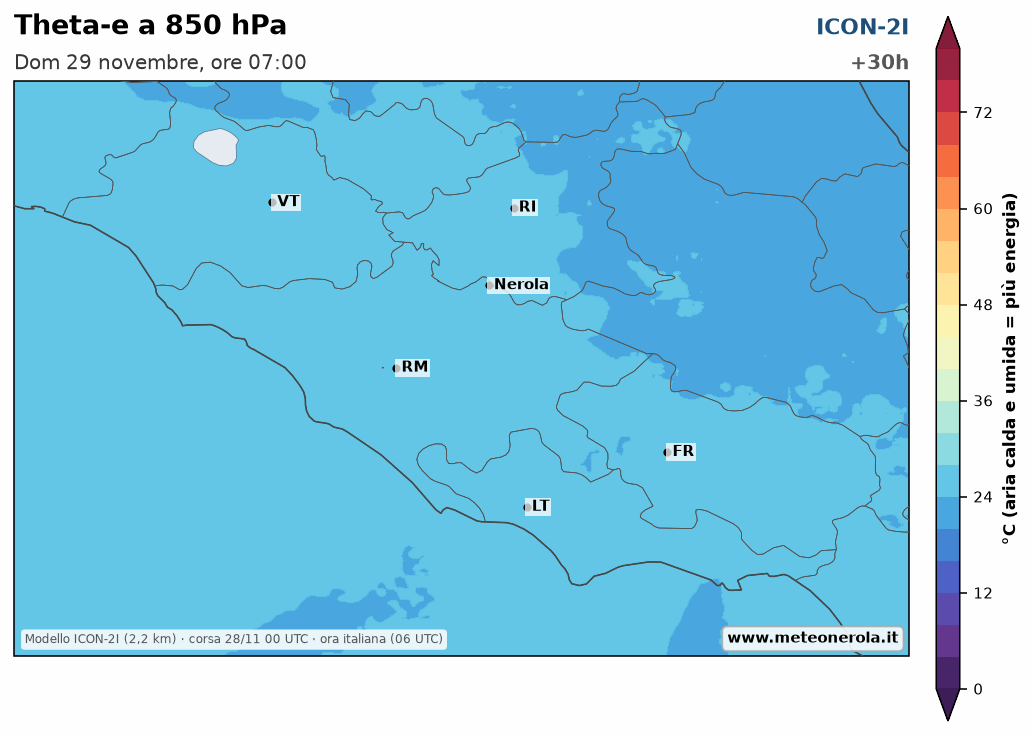 Theta-e a 850 hPa
ICON-2I
Dom 29 novembre, ore 07:00
+30h
VT
RI
Nerola
RM
FR
LT
Modello ICON-2I (2,2 km) · corsa 28/11 00 UTC · ora italiana (06 UTC)
www.meteonerola.it
72
60
48
36
24
12
0
°C (aria calda e umida = più energia)